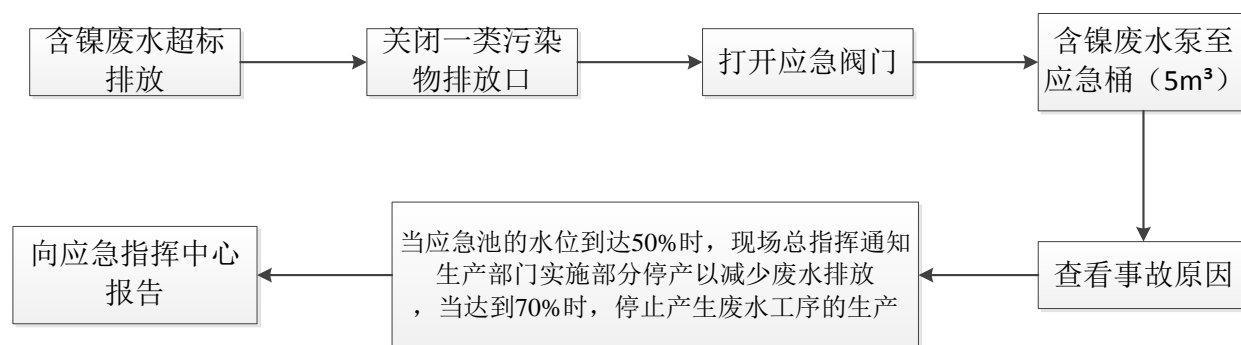 含镍废水超标
排放
关闭一类污染
物排放口
打开应急阀门
含镍废水泵至
应急桶（5m³）
查看事故原因
当应急池的水位到达50%时，现场总指挥通知
生产部门实施部分停产以减少废水排放
，当达到70%时，停止产生废水工序的生产
向应急指挥中心
报告